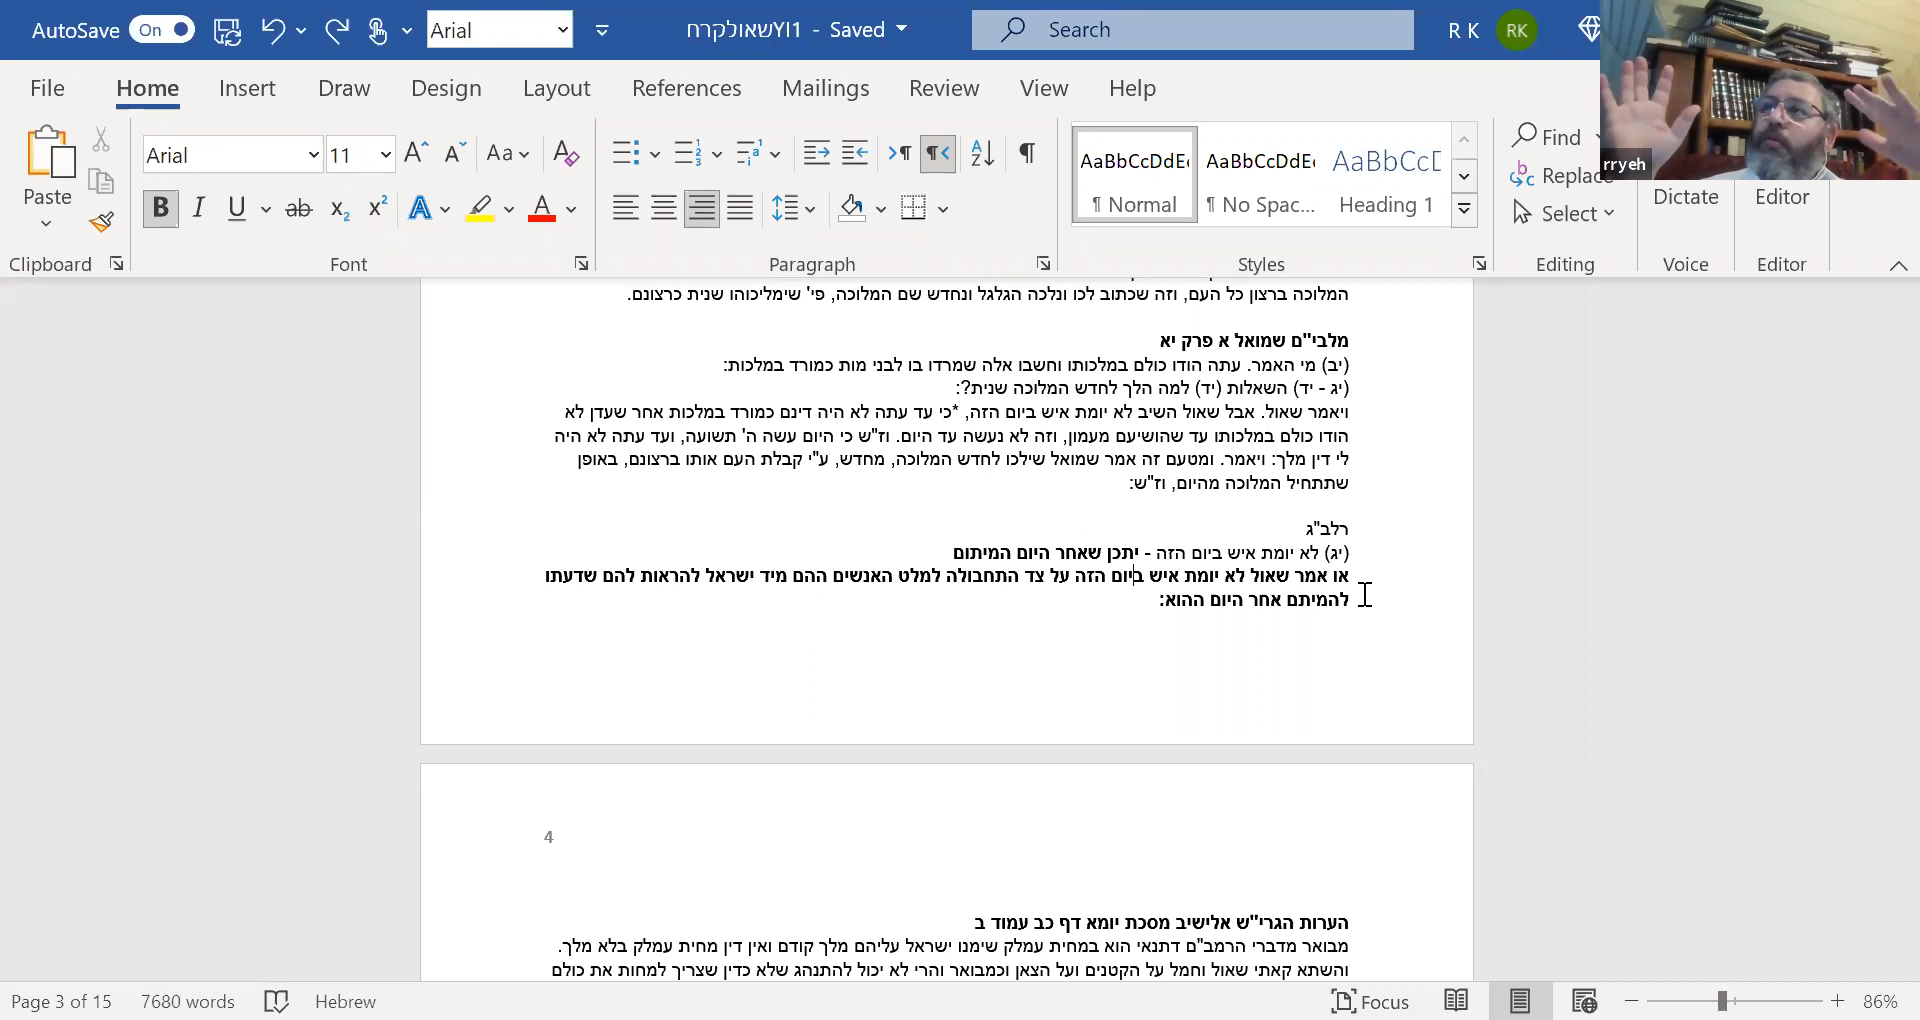 AutoSave On Arial שאולקרחYI1 - Saved Search R K RK
File Home Insert Draw Design Layout References Mailings Review View Help
Paste Arial 11 Aa AaBbCcDdE AaBbCcDdE AaBbCcD Find
rryeh
Replace
Normal No Spac... Heading 1 Select Dictate Editor
Clipboard Font Paragraph Styles Editing Voice Editor
המלוכה ברצון כל העם, וזה שכתוב לכו ונלכה הגלגל ונחדש שם המלוכה, פי' שימליכוהו שנית כרצונם.
מלבי"ם שמואל א פרק יא
(יב) מי האמר. עתה הודו כולם במלכותו וחשבו אלה שמרדו בו לבני מות כמורד במלכות:
(יג - יד) השאלות (יד) למה הלך לחדש המלוכה שנית?:
ויאמר שאול. אבל שאול השיב לא יומת איש ביום הזה, *כי עד עתה לא היה דינם כמורד במלכות אחר שעדן לא
הודו כולם במלכותו עד שהושיעם מעמון, וזה לא נעשה עד היום. וז"ש כי היום עשה ה' תשועה, ועד עתה לא היה
לי דין מלך: ויאמר. ומטעם זה אמר שמואל שילכו לחדש המלוכה, מחדש, ע"י קבלת העם אותו ברצונם, באופן
שתתחיל המלוכה מהיום, וז"ש:
רלב"ג
(יג) לא יומת איש ביום הזה - יתכן שאחר היום המיתום
או אמר שאול לא יומת איש ביום הזה על צד התחבולה למלט האנשים ההם מיד ישראל להראות להם שדעתו
להמיתם אחר היום ההוא:
4
הערות הגרי"ש אלישיב מסכת יומא דף כב עמוד ב
מבואר מדברי הרמב"ם דתנאי הוא במחית עמלק שימנו ישראל עליהם מלך קודם ואין דין מחית עמלק בלא מלך.
והשתא קאתי שאול וחמל על הקטנים ועל הצאן וכמבואר והרי לא יכול להתנהג שלא כדין שצריך למחות את כולם
Page 3 of 15 7680 words Hebrew Focus 86%